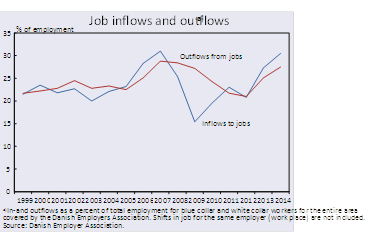 Job inflows and outflows
% of employment
35
30
25
20
15
10
5
0
Outflows from jobs
Inflows to jobs
1999 2000 2001 2002 2003 2004 2005 2006 2007 2008 2009 2010 2011 2012 2013 2014
In- and outflows as a percent of total employment for blue collar and white collar workers for the entire area
covered by the Danish Employers Association. Shifts in job for the same employer (work place) are not included.
Source: Danish Employer Association.